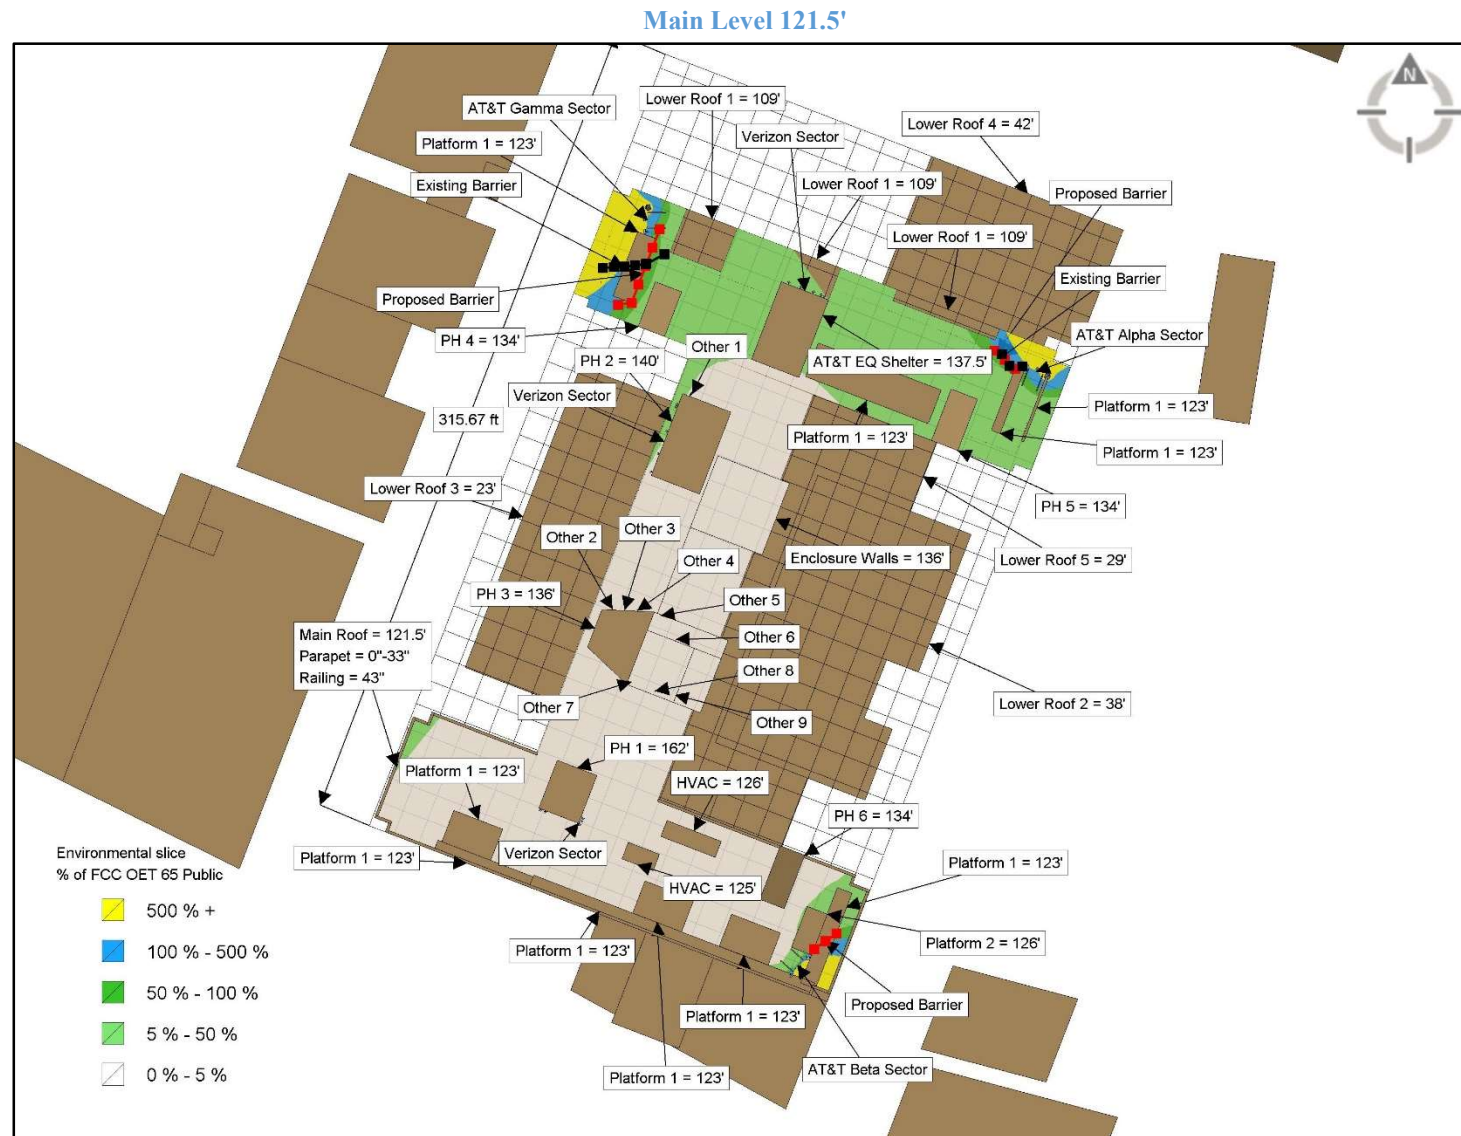 Main Level 121.5'
N
Lower Roof 1 = 109'
AT&T Gamma Sector
Verizon Sector
Lower Roof 4 = 42'
Platform 1 = 123'
Existing Barrier
Lower Roof 1 = 109'
Proposed Barrier
Lower Roof 1 = 109'
Existing Barrier
Proposed Barrier
PH 4 = 134'
AT&T Alpha Sector
Other 1
PH 2 = 140'
AT&T EQ Shelter = 137.5'
Verizon Sector
315.67 ft
Platform 1 = 123'
Platform 1 = 123'
Platform 1 = 123'
Lower Roof 3 = 23'
PH 5 = 134'
Other 3
Other 2
Enclosure Walls = 136'
Lower Roof 5 = 29'
Other 4
PH 3 = 136'
Other 5
Main Roof = 121.5'
Parapet = 0"-33"
Railing = 43"
Other 6
Other 8
Other 7
Other 9
Lower Roof 2 = 38'
PH 1 = 162'
Platform 1 = 123'
HVAC = 126'
PH 6 = 134'
Environmental slice
% of FCC OET 65 Public
Platform 1 = 123'
Verizon Sector
Platform 1 = 123'
HVAC = 125'
500 % +
100 % - 500 %
50 % - 100 %
5 % - 50 %
0 % - 5 %
Platform 1 = 123'
Platform 2 = 126'
Proposed Barrier
Platform 1 = 123'
AT&T Beta Sector
Platform 1 = 123'